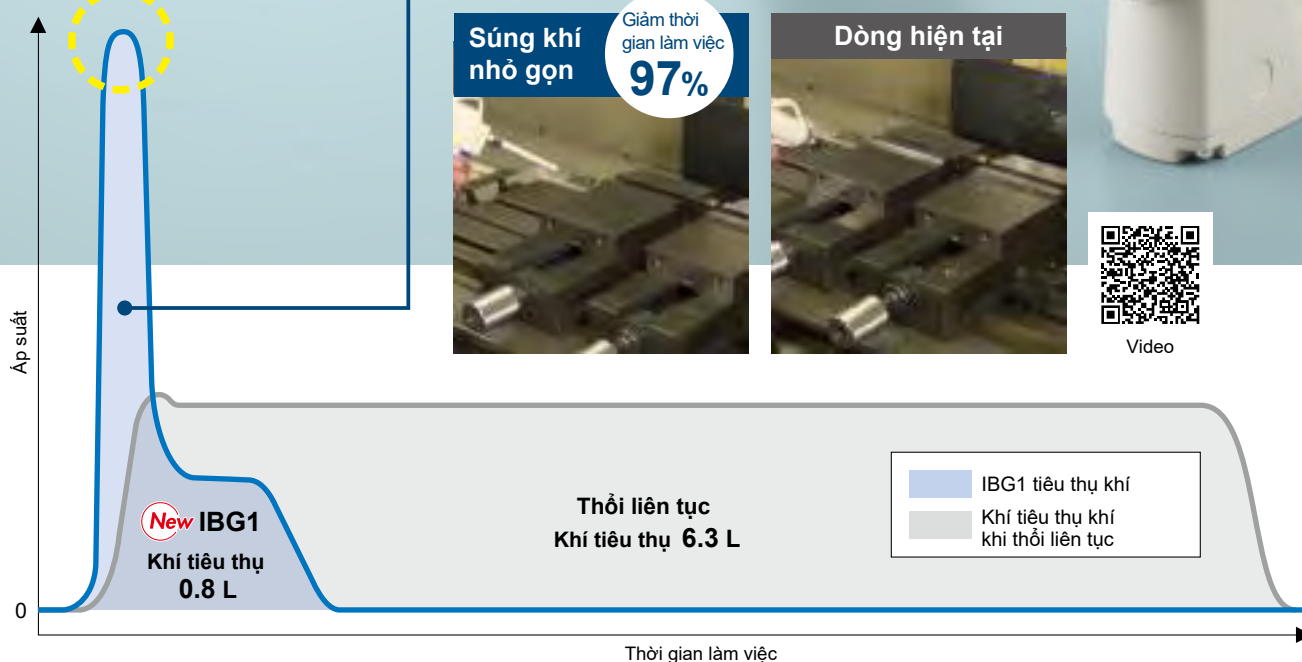 Súng khí
nhỏ gọn
Giảm thời
gian làm việc
97%
Dòng hiện tại
Video
Áp suất
New IBG1
Khí tiêu thụ
0.8 L
Thổi liên tục
Khí tiêu thụ 6.3 L
IBG1 tiêu thụ khí
Khí tiêu thụ khí
khi thổi liên tục
0
Thời gian làm việc